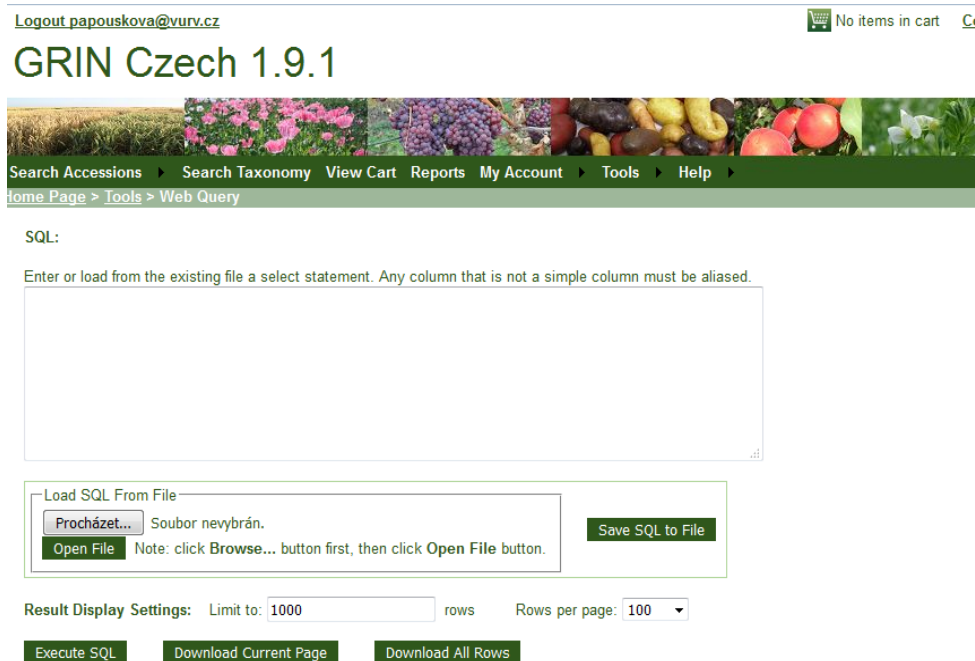 Logout papouskova@vurv.cz No items in cart
GRIN Czech 1.9.1
Search Accessions Search Taxonomy View Cart Reports My Account Tools Help
Home Page > Tools > Web Query
SQL:
Enter or load from the existing file a select statement. Any column that is not a simple column must be aliased.
Load SQL From File
Procházet... Soubor nevybrán.
Save SQL to File
Open File Note: click Browse... button first, then click Open File button.
Result Display Settings: Limit to: 1000 rows Rows per page: 100
Execute SQL Download Current Page Download All Rows